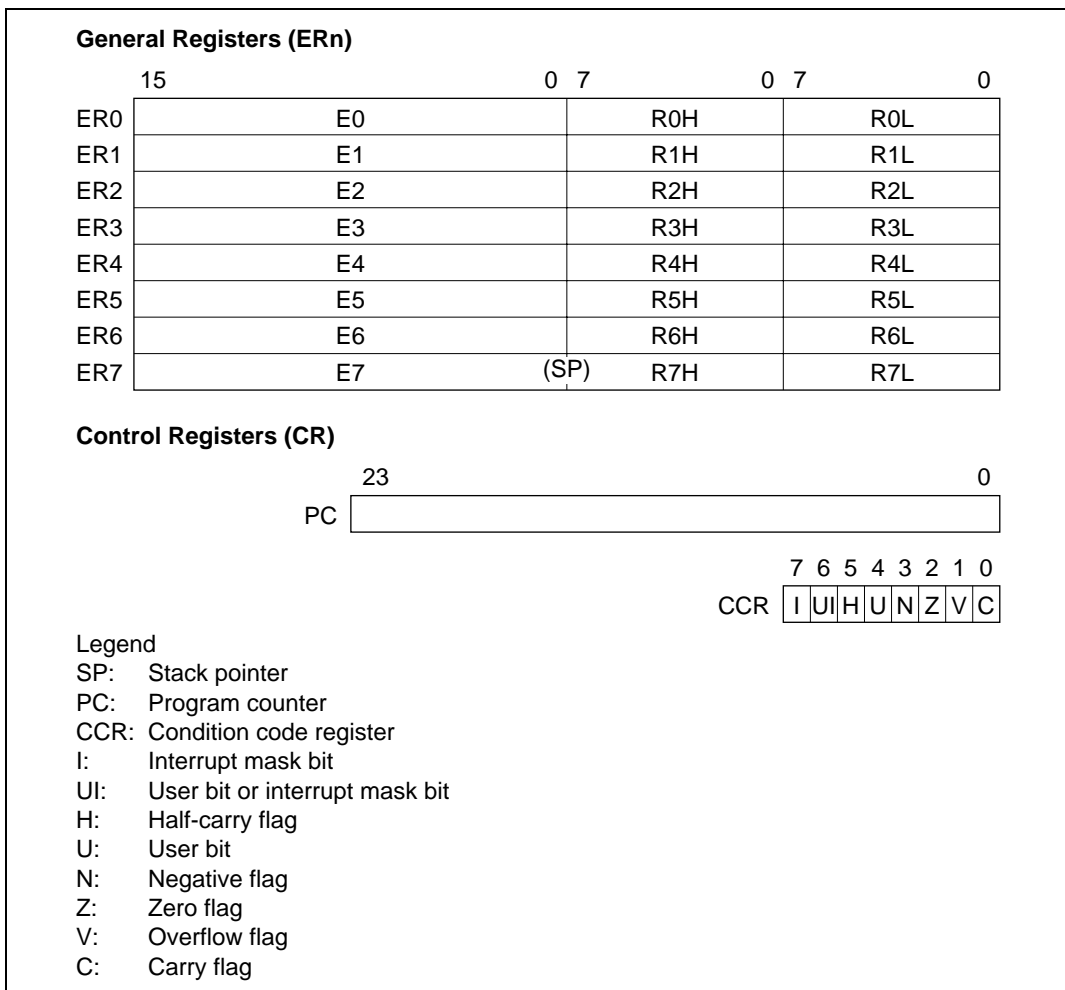 General Registers (ERn)
15 0 7 0 7 0
ER0 E0 R0H R0L
ER1 E1 R1H R1L
ER2 E2 R2H R2L
ER3 E3 R3H R3L
ER4 E4 R4H R4L
ER5 E5 R5H R5L
ER6 E6 R6H R6L
ER7 E7 (SP) R7H R7L
Control Registers (CR)
23 0
PC
7 6 5 4 3 2 1 0
CCR I UI H U N Z V C
Legend
SP: Stack pointer
PC: Program counter
CCR: Condition code register
I: Interrupt mask bit
UI: User bit or interrupt mask bit
H: Half-carry flag
U: User bit
N: Negative flag
Z: Zero flag
V: Overflow flag
C: Carry flag